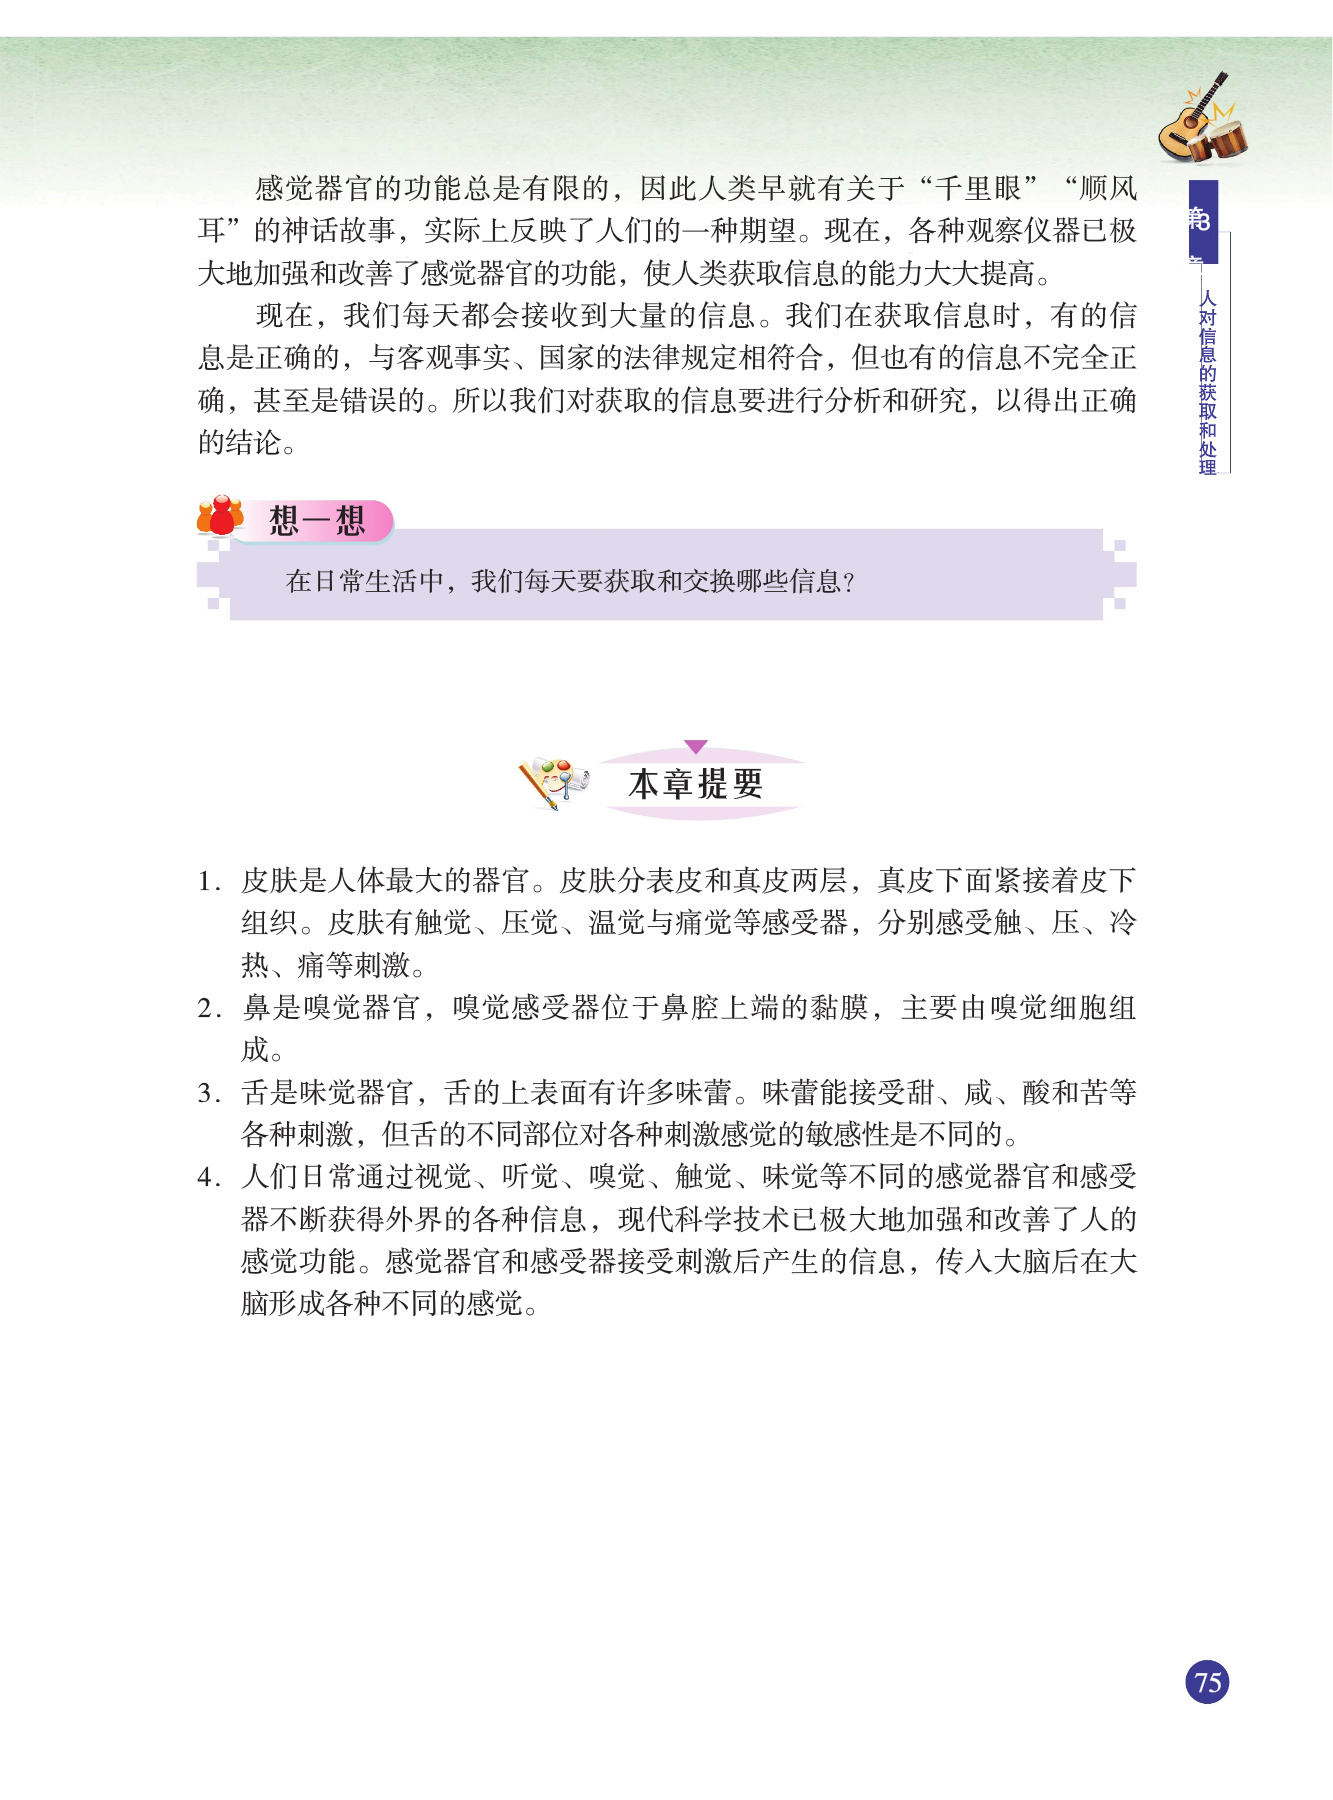 感觉器官的功能总是有限的，因此人类早就有关于“千里眼”“顺风
耳”的神话故事，实际上反映了人们的一种期望。现在，各种观察仪器已极
大地加强和改善了感觉器官的功能，使人类获取信息的能力大大提高。
现在，我们每天都会接收到大量的信息。我们在获取信息时，有的信
息是正确的，与客观事实、国家的法律规定相符合，但也有的信息不完全正
确，甚至是错误的。所以我们对获取的信息要进行分析和研究，以得出正确
的结论。
第3章
人对信息的获取和处理
想一想
在日常生活中，我们每天要获取和交换哪些信息？
本章提要
1. 皮肤是人体最大的器官。皮肤分表皮和真皮两层，真皮下面紧接着皮下
组织。皮肤有触觉、压觉、温觉与痛觉等感受器，分别感受触、压、冷
热、痛等刺激。
2. 鼻是嗅觉器官，嗅觉感受器位于鼻腔上端的黏膜，主要由嗅觉细胞组
成。
3. 舌是味觉器官，舌的上表面有许多味蕾。味蕾能接受甜、咸、酸和苦等
各种刺激，但舌的不同部位对各种刺激感觉的敏感性是不同的。
4. 人们日常通过视觉、听觉、嗅觉、触觉、味觉等不同的感觉器官和感受
器不断获得外界的各种信息，现代科学技术已极大地加强和改善了人的
感觉功能。感觉器官和感受器接受刺激后产生的信息，传入大脑后在大
脑形成各种不同的感觉。
75